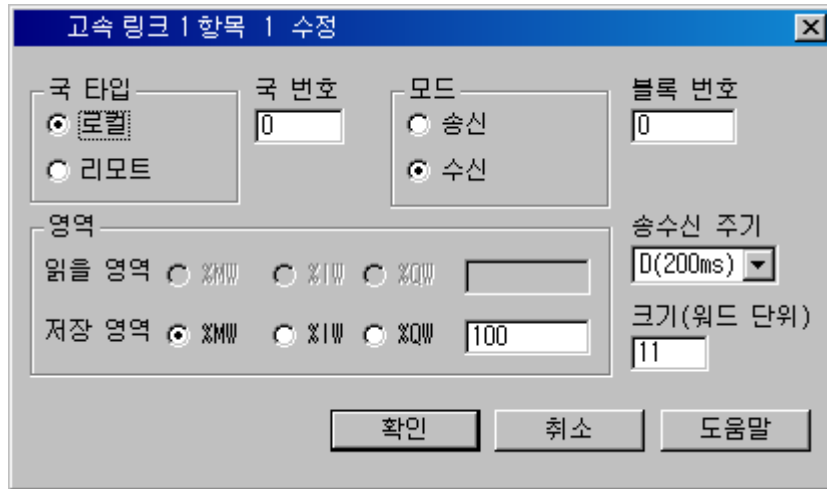 고속 링크 1 항목 1 수정
국 타입
로컬
리모트
국 번호
0
모드
송신
수신
블록 번호
0
영역
읽을 영역 %MW %IW %QW
저장 영역 %MW %IW %QW 100
송수신 주기
D(200ms)
크기(워드 단위)
11
확인 취소 도움말